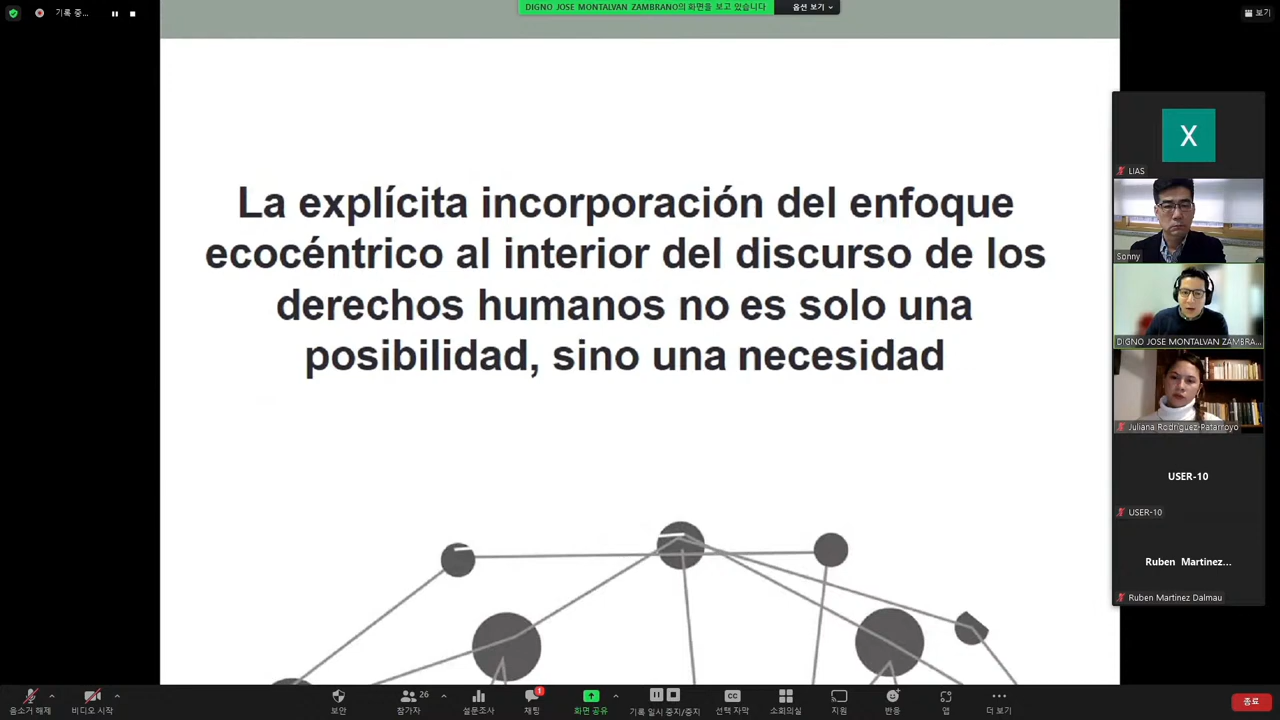 기록 중...
DIGNO JOSE MONTALVAN ZAMBRANO의 화면을 보고 있습니다
옵션 보기
보기
La explícita incorporación del enfoque
ecocéntrico al interior del discurso de los
derechos humanos no es solo una
posibilidad, sino una necesidad
X
LIAS
Sonny
DIGNO JOSE MONTALVAN ZAMBRA...
Juliana Rodríguez-Patarroyo
USER-10
USER-10
Ruben Martinez...
Ruben Martinez Dalmau
음소거 해제
비디오 시작
보안
26
참가자
설문조사
1
채팅
화면 공유
기록 일시 중지/중지
CC
선택 자막
소회의실
지원
반응
앱
더 보기
종료